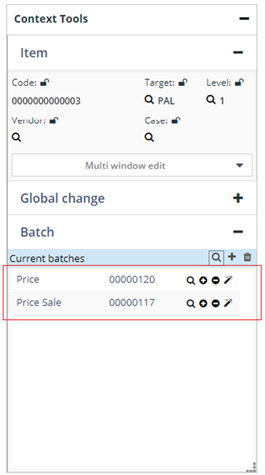 Context Tools
Item
Code: Target: Level:
0000000000003 PAL 1
Vendor: Case:
Multi window edit
Global change
Batch
Current batches
Price 00000120
Price Sale 00000117